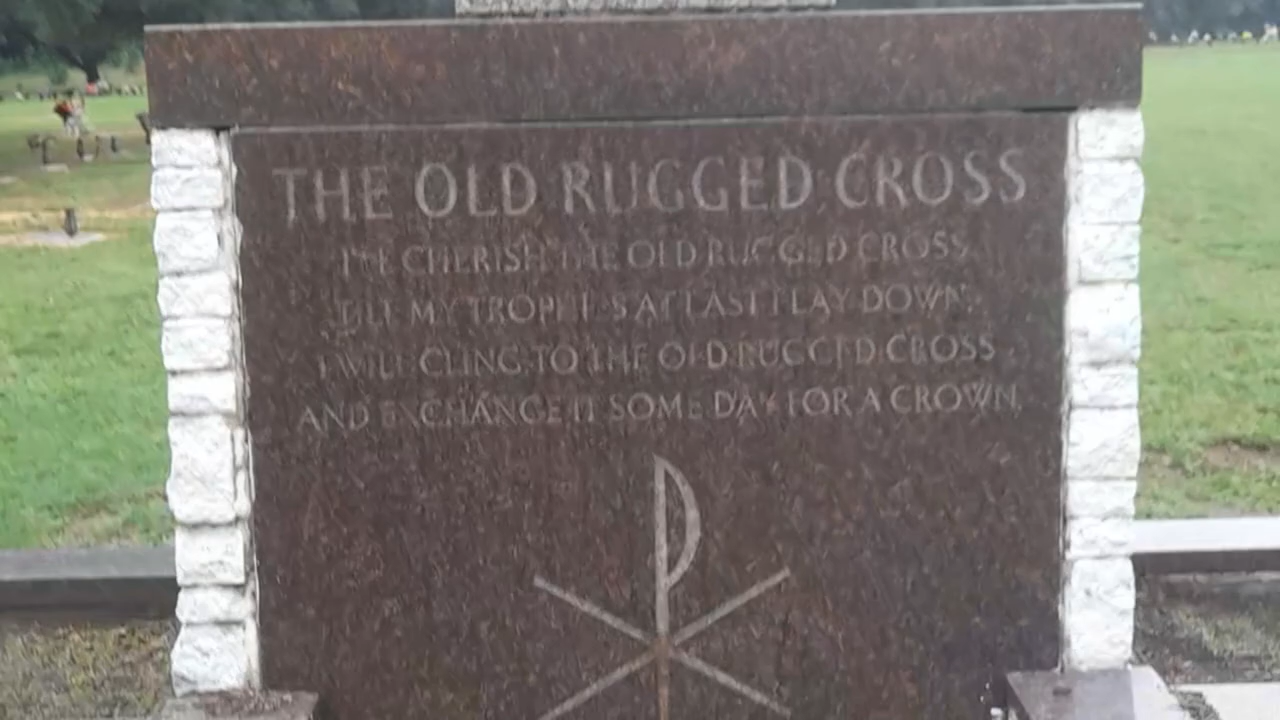 THE OLD RUGGED CROSS
I'LL CHERISH THE OLD RUGGED CROSS
TILL MY TROPHIES AT LAST I LAY DOWN.
I WILL CLING TO THE OLD RUGGED CROSS
AND EXCHANGE IT SOME DAY FOR A CROWN.